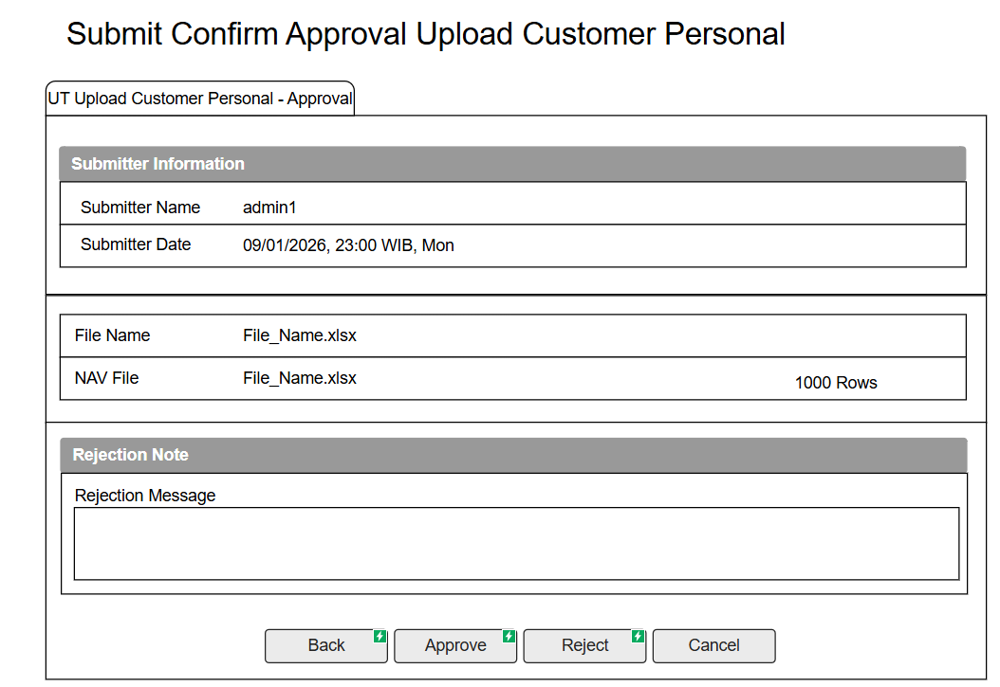 Submit Confirm Approval Upload Customer Personal
UT Upload Customer Personal - Approval
Submitter Information
Submitter Name admin1
Submitter Date 09/01/2026, 23:00 WIB, Mon
File Name File_Name.xlsx
NAV File File_Name.xlsx 1000 Rows
Rejection Note
Rejection Message
Back Approve Reject Cancel